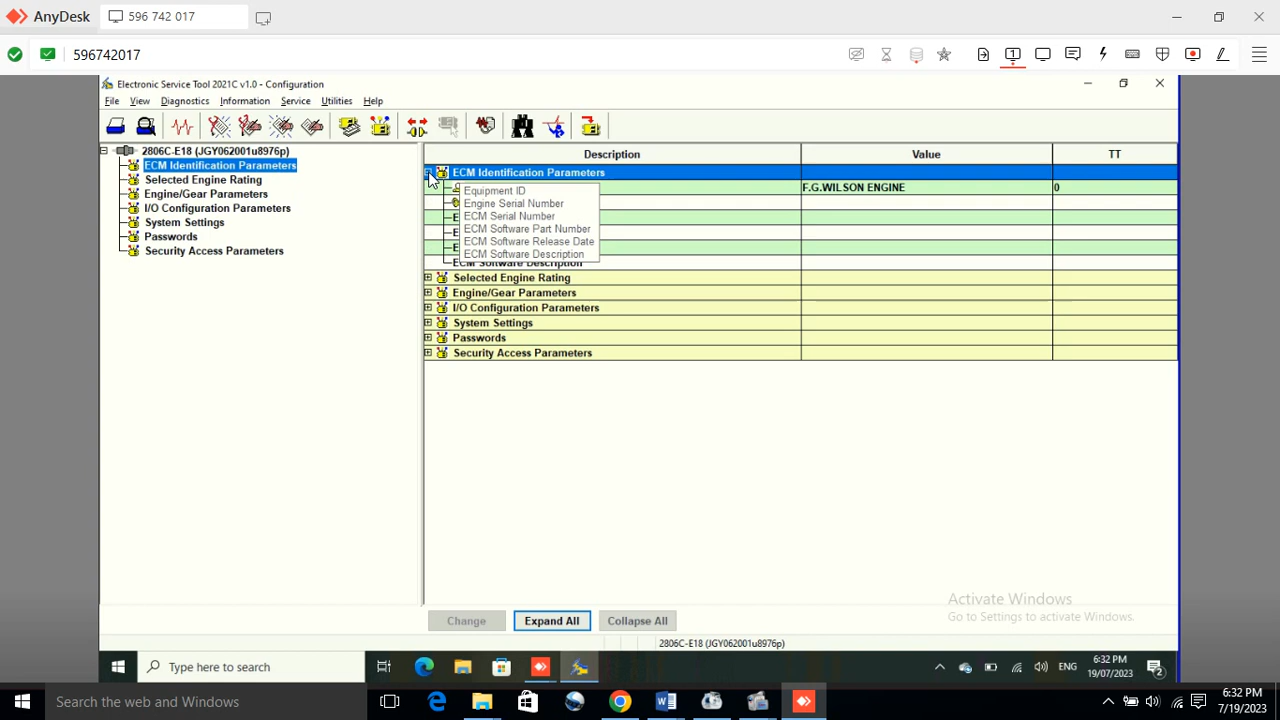 AnyDesk
596 742 017
596742017
Electronic Service Tool 2021C v1.0 - Configuration
File View Diagnostics Information Service Utilities Help
2806C-E18 (JGY062001u8976p)
ECM Identification Parameters
Selected Engine Rating
Engine/Gear Parameters
I/O Configuration Parameters
System Settings
Passwords
Security Access Parameters
Description Value TT
ECM Identification Parameters
F.G.WILSON ENGINE 0
Equipment ID
Engine Serial Number
ECM Serial Number
ECM Software Part Number
ECM Software Release Date
ECM Software Description
ECM Software Description
Selected Engine Rating
Engine/Gear Parameters
I/O Configuration Parameters
System Settings
Passwords
Security Access Parameters
Activate Windows
Go to Settings to activate Windows.
Change Expand All Collapse All
2806C-E18 (JGY062001u8976p)
Type here to search
ENG
6:32 PM
19/07/2023
2
Search the web and Windows
6:32 PM
7/19/2023